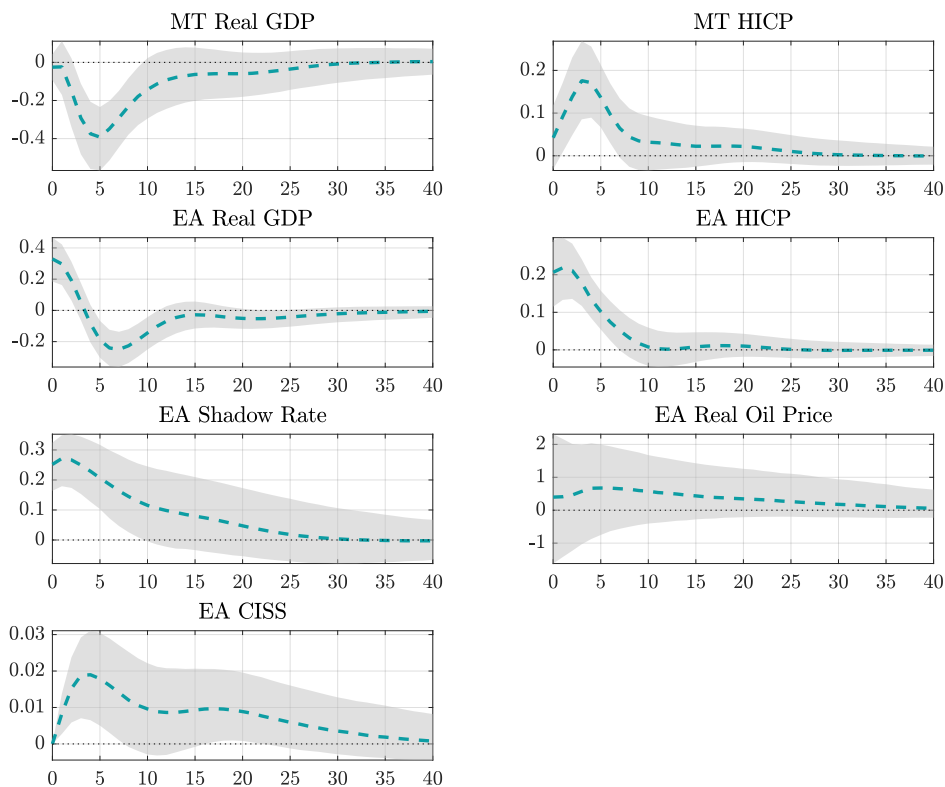 MT Real GDP
0
-0.2
-0.4
0 5 10 15 20 25 30 35 40
MT HICP
0.2
0.1
0
0 5 10 15 20 25 30 35 40
EA Real GDP
0.4
0.2
0
-0.2
0 5 10 15 20 25 30 35 40
EA HICP
0.2
0.1
0
0 5 10 15 20 25 30 35 40
EA Shadow Rate
0.3
0.2
0.1
0
0 5 10 15 20 25 30 35 40
EA Real Oil Price
2
1
0
-1
0 5 10 15 20 25 30 35 40
EA CISS
0.03
0.02
0.01
0
0 5 10 15 20 25 30 35 40